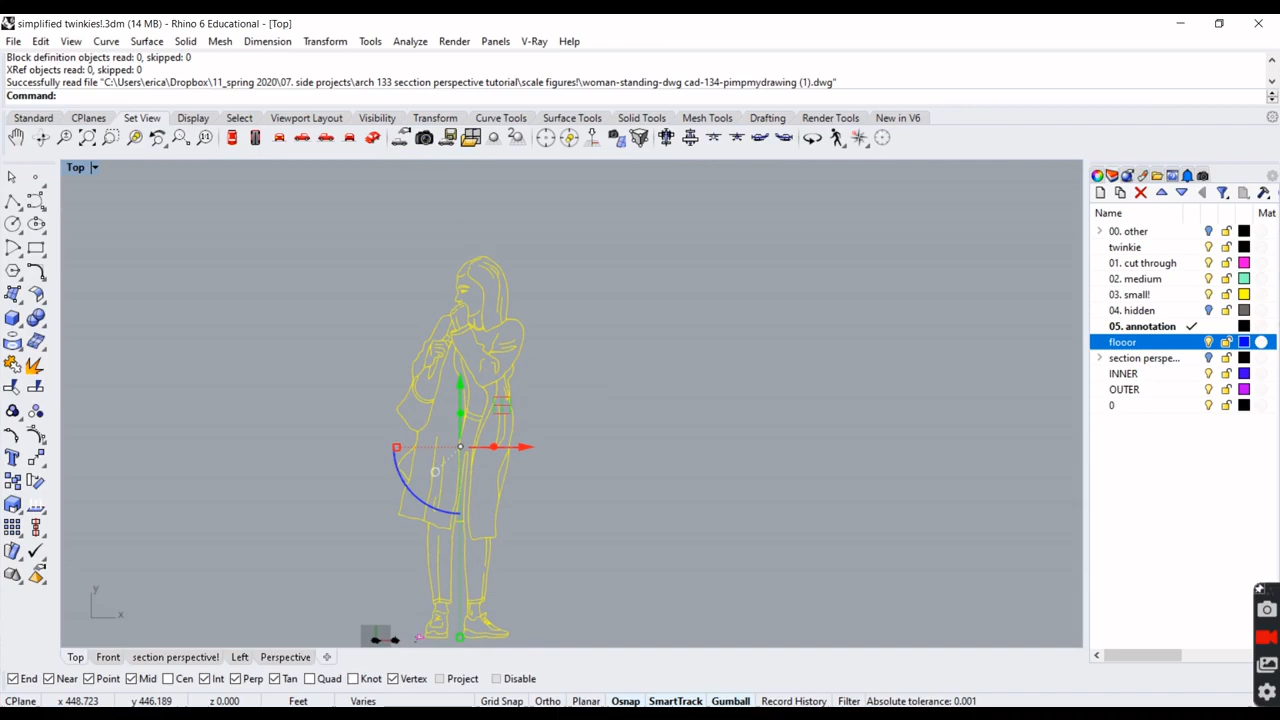 simplified twinkies!.3dm (14 MB) - Rhino 6 Educational - [Top]
File Edit View Curve Surface Solid Mesh Dimension Transform Tools Analyze Render Panels V-Ray Help
Block definition objects read: 0, skipped: 0
XRef objects read: 0, skipped: 0
Successfully read file "C:\Users\erica\Dropbox\11_spring 2020\07. side projects\arch 133 secction perspective tutorial\scale figures!\woman-standing-dwg cad-134-pimpmydrawing (1).dwg"
Command:
Standard CPlanes Set View Display Select Viewport Layout Visibility Transform Curve Tools Surface Tools Solid Tools Mesh Tools Drafting Render Tools New in V6
Top
Name Mat
00. other
twinkie
01. cut through
02. medium
03. small!
04. hidden
05. annotation
flooor
section perspe...
INNER
OUTER
0
y
x
Top Front section perspective! Left Perspective
End Near Point Mid Cen Int Perp Tan Quad Knot Vertex Project Disable
CPlane x 448.723 y 446.189 z 0.000 Feet Varies Grid Snap Ortho Planar Osnap SmartTrack Gumball Record History Filter Absolute tolerance: 0.001